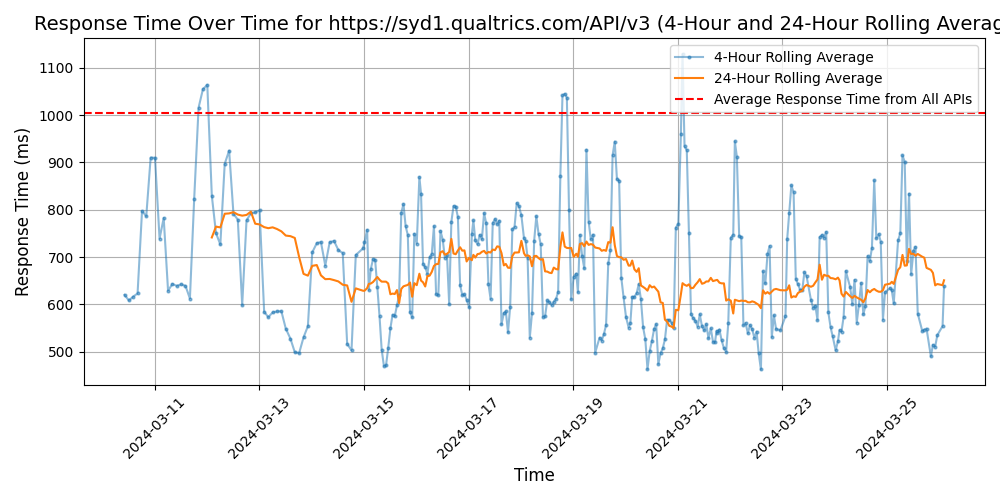 Response Time Over Time for https://syd1.qualtrics.com/API/v3 (4-Hour and 24-Hour Rolling Averag
4-Hour Rolling Average
24-Hour Rolling Average
Average Response Time from All APIs
Response Time (ms)
1100
1000
900
800
700
600
500
2024-03-11
2024-03-13
2024-03-15
2024-03-17
2024-03-19
2024-03-21
2024-03-23
2024-03-25
Time